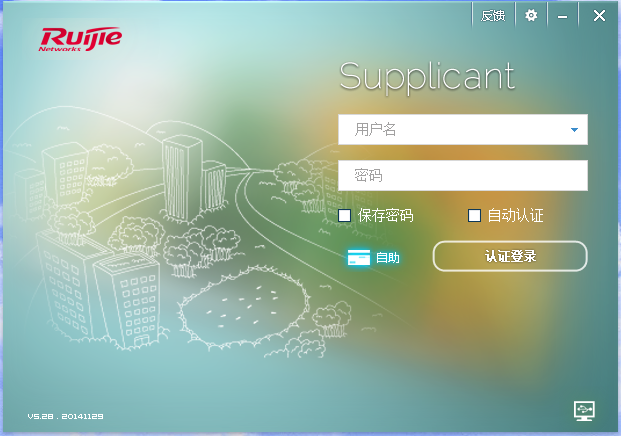 反馈
Ruijie
Networks
Supplicant
用户名
密码
保存密码 自动认证
自助 认证登录
V5.28 . 20141129